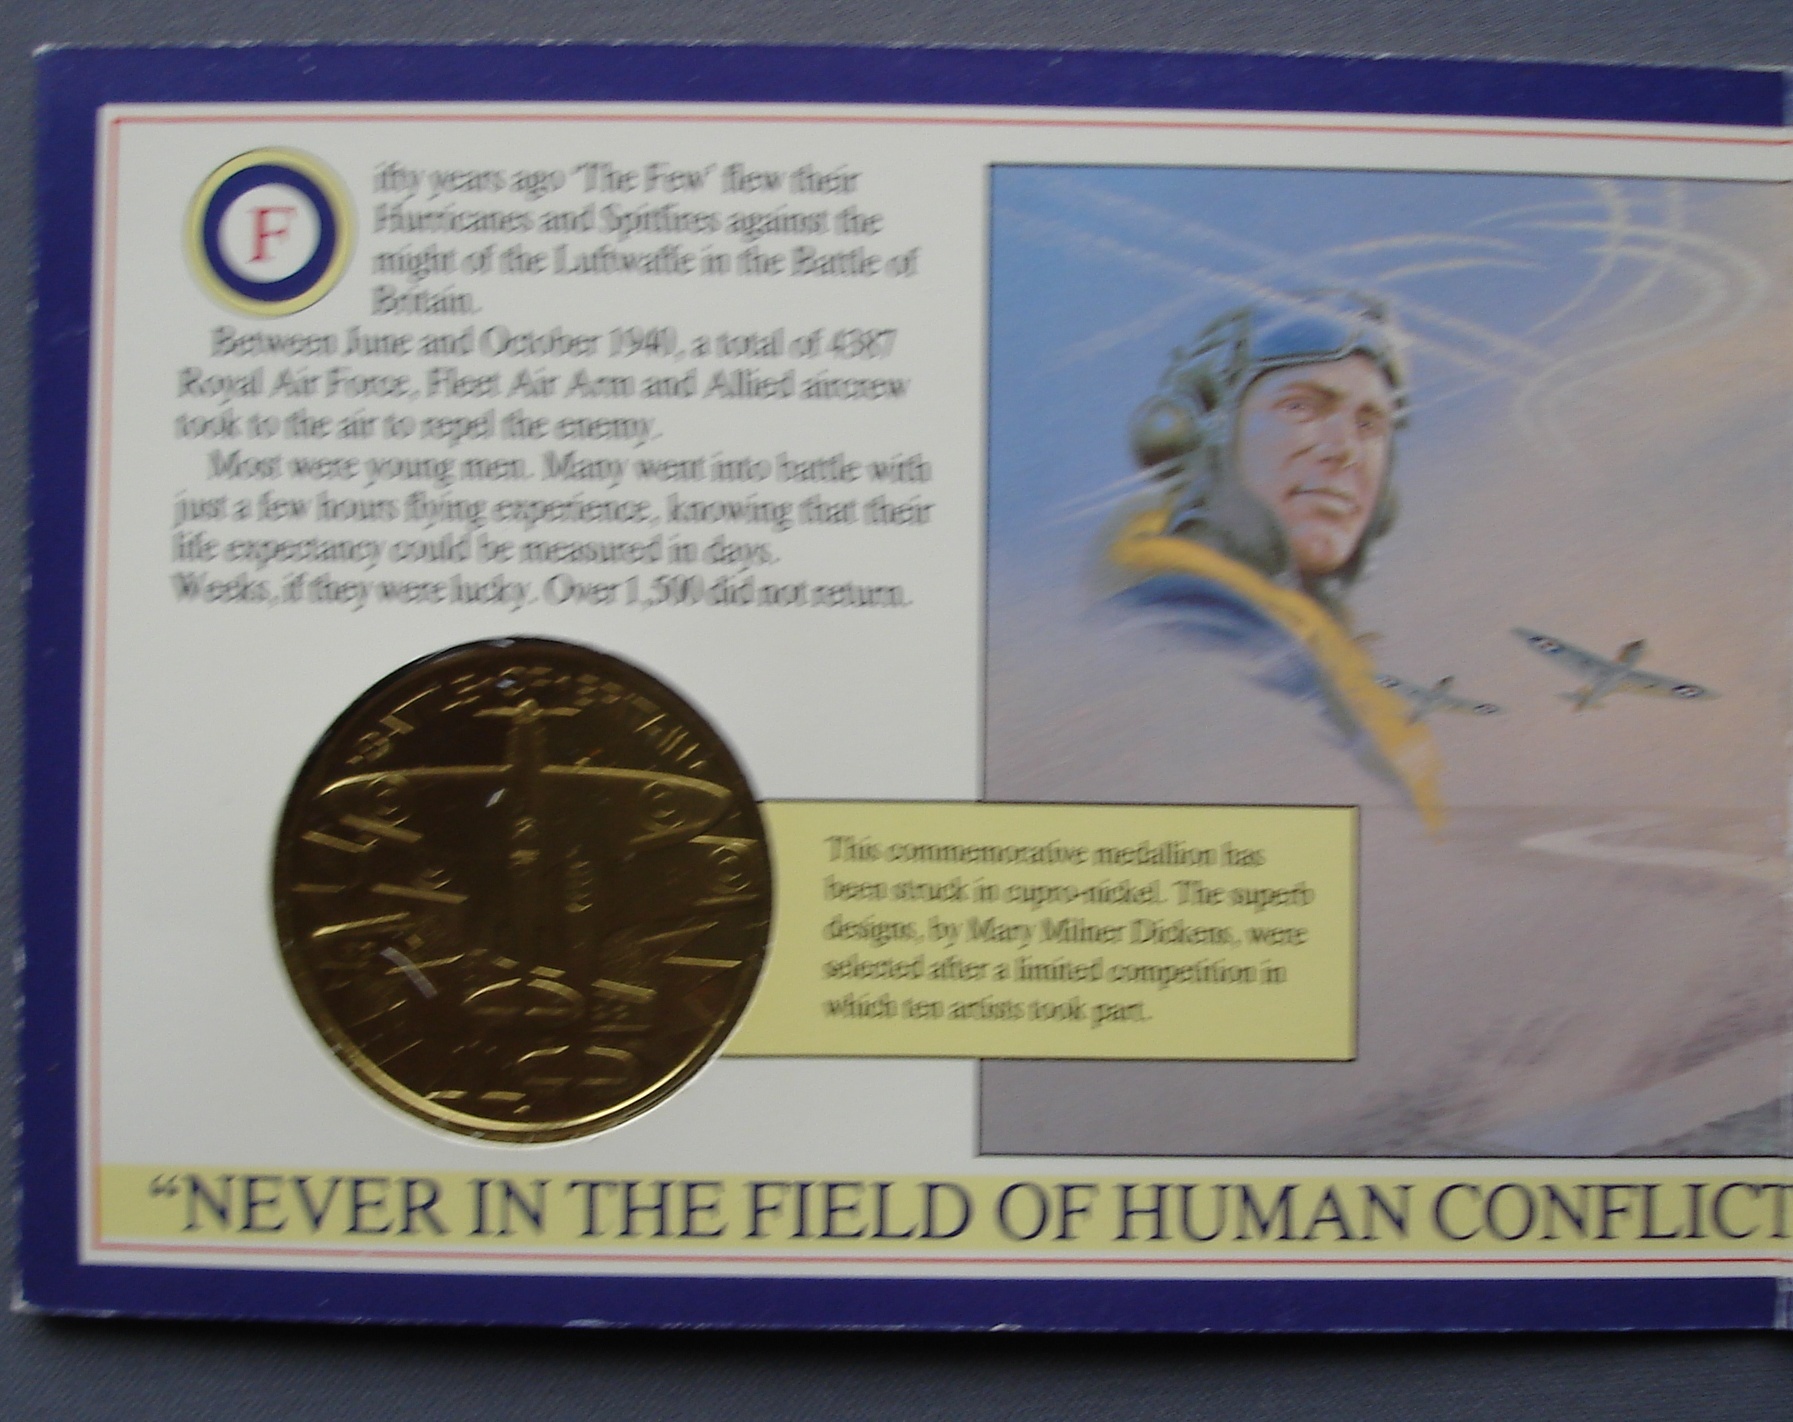 Fifty years ago 'The Few' flew their
Hurricanes and Spitfires against the
might of the Luftwaffe in the Battle of
Britain.
Between June and October 1940, a total of 4387
Royal Air Force, Fleet Air Arm and Allied aircrew
took to the air to repel the enemy.
Most were young men. Many went into battle with
just a few hours flying experience, knowing that their
life expectancy could be measured in days.
Weeks, if they were lucky. Over 1,500 did not return.
This commemorative medallion has
been struck in cupro-nickel. The superb
designs, by Mary Milner Dickens, were
selected after a limited competition in
which ten artists took part.
"NEVER IN THE FIELD OF HUMAN CONFLICT